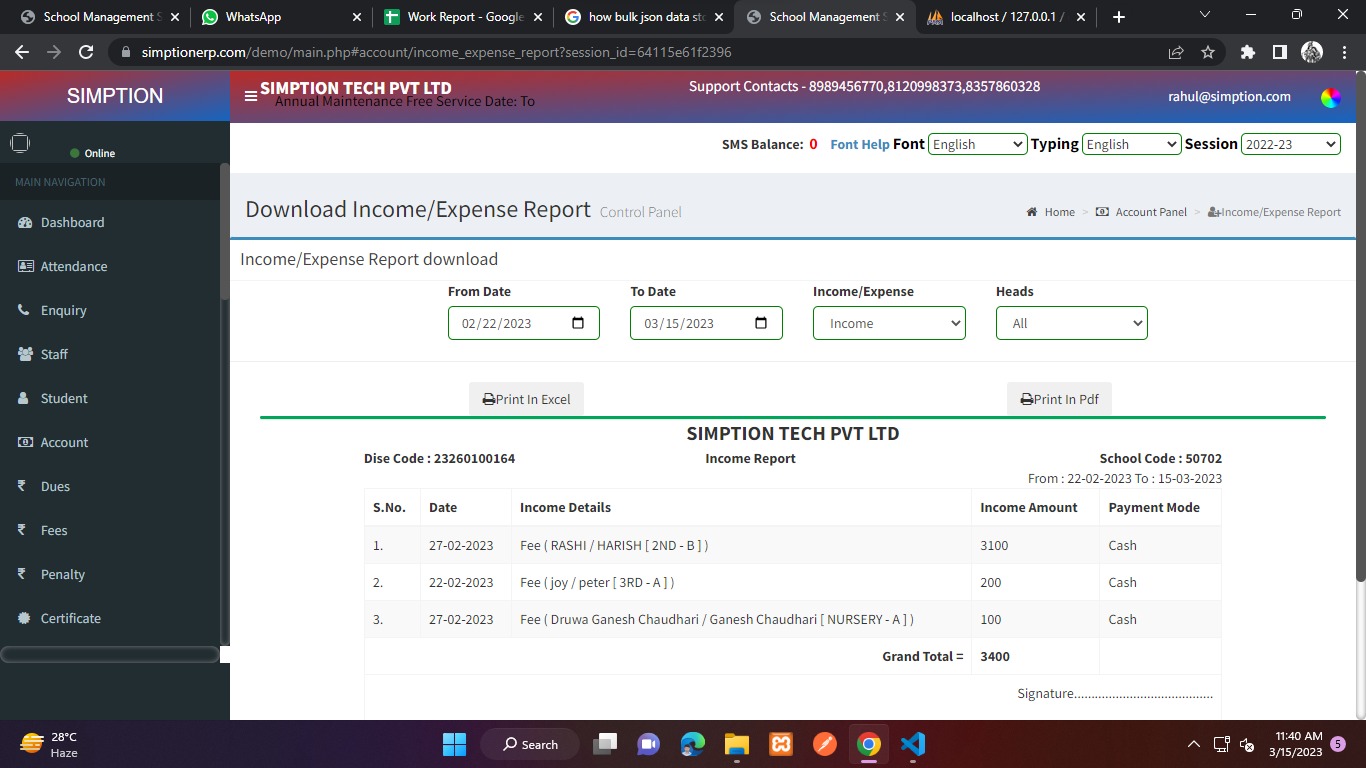 School Management S
WhatsApp
Work Report - Google
how bulk json data sto
School Management S
localhost / 127.0.0.1 /
simptionerp.com/demo/main.php#account/income_expense_report?session_id=64115e61f2396
SIMPTION
SIMPTION TECH PVT LTD
Annual Maintenance Free Service Date: To
Support Contacts - 8989456770,8120998373,8357860328
rahul@simption.com
Online
SMS Balance: 0 Font Help Font English Typing English Session 2022-23
MAIN NAVIGATION
Dashboard
Attendance
Enquiry
Staff
Student
Account
Dues
Fees
Penalty
Certificate
Download Income/Expense Report Control Panel
Home > Account Panel > Income/Expense Report
Income/Expense Report download
From Date To Date Income/Expense Heads
02/22/2023 03/15/2023 Income All
Print In Excel Print In Pdf
SIMPTION TECH PVT LTD
Dise Code : 23260100164 Income Report School Code : 50702
From : 22-02-2023 To : 15-03-2023
S.No. Date Income Details Income Amount Payment Mode
1. 27-02-2023 Fee ( RASHI / HARISH [ 2ND - B ] ) 3100 Cash
2. 22-02-2023 Fee ( joy / peter [ 3RD - A ] ) 200 Cash
3. 27-02-2023 Fee ( Druwa Ganesh Chaudhari / Ganesh Chaudhari [ NURSERY - A ] ) 100 Cash
Grand Total = 3400
Signature........................................
28°C
Haze
Search
11:40 AM
3/15/2023
5